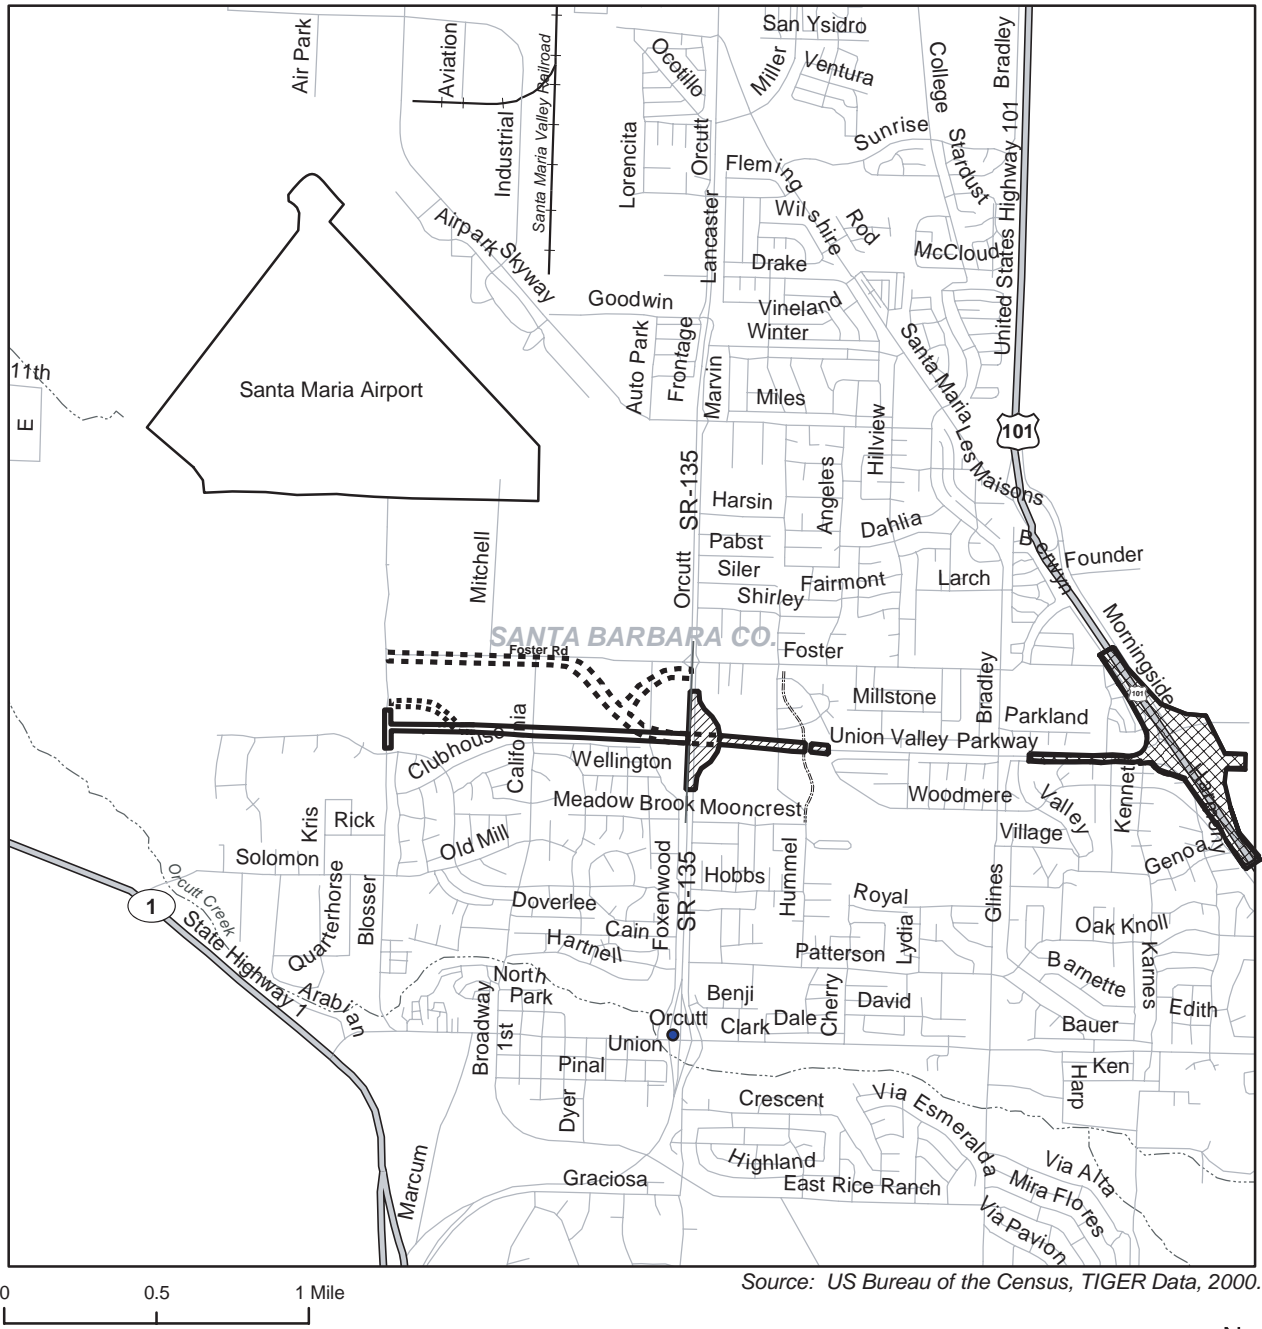 San Ysidro
Air Park
Aviation
Santa Maria Valley Railroad
Ocotillo
Miller
Ventura
College
Bradley
Industrial
Lorencita
Orcutt
Sunrise
Stardust
United States Highway 101
Fleming
Wilshire
Rod
McCloud
Airpark
Skyway
Lancaster
Drake
Goodwin
Vineland
Winter
Auto Park
Frontage
Marvin
Santa Maria
11th
E
Santa Maria Airport
Miles
Hillview
Les Maisons
101
SR-135
Harsin
Angeles
Dahlia
Pabst
Siler
Berwyn
Founder
Mitchell
Orcutt
Shirley
Fairmont
Larch
Morningside
SANTA BARBARA CO.
Foster Rd
Foster
Bradley
Millstone
101
Parkland
Clubhouse
California
Union Valley Parkway
Wellington
Harmony
Meadow Brook
Mooncrest
Woodmere
Valley
Kennet
Kris
Rick
Old Mill
Village
Solomon
Genoa
Orcutt Creek
Quarterhorse
Blosser
Foxenwood
SR-135
Hobbs
Hummel
Glines
Doverlee
Royal
1
State Highway 1
Cain
Hartnell
Lydia
Oak Knoll
Patterson
Barnette
Karnes
Arabian
North
Park
Broadway
1st
Benji
Cherry
David
Edith
Orcutt
Clark
Dale
Bauer
Union
Pinal
Ken
Harp
Dyer
Crescent
Via Esmeralda
Marcum
Highland
Via Alta
Graciosa
East Rice Ranch
Mira Flores
Via Pavion
Source: US Bureau of the Census, TIGER Data, 2000.
0 0.5 1 Mile